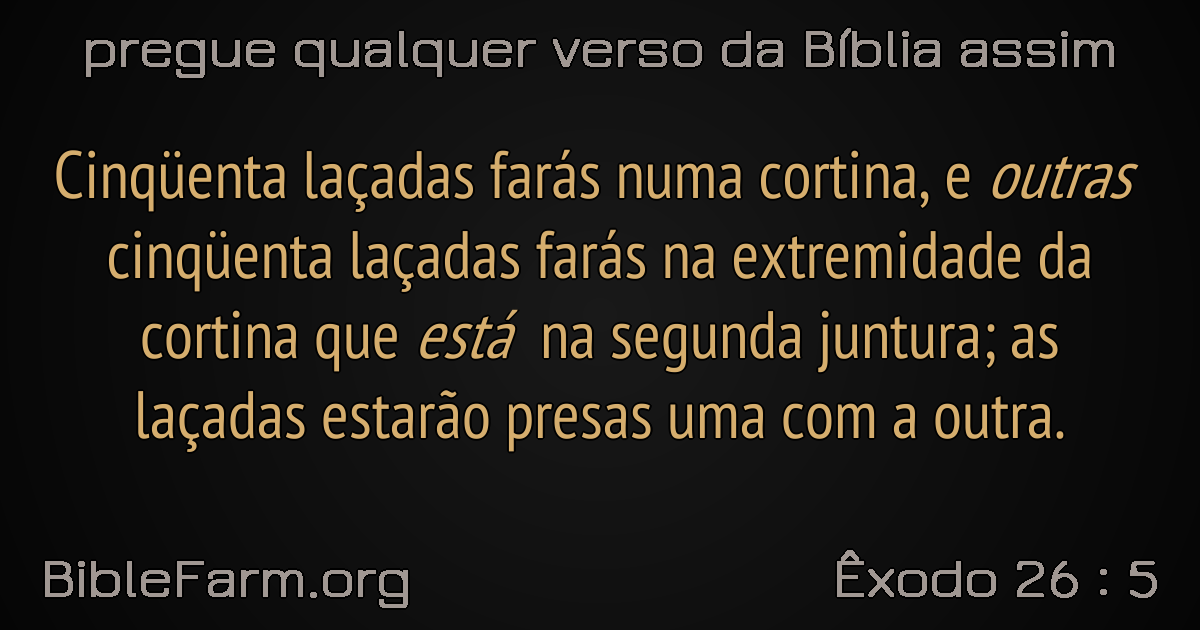 pregue qualquer verso da Bíblia assim
Cinqüenta laçadas farás numa cortina, e outras
cinqüenta laçadas farás na extremidade da
cortina que está na segunda juntura; as
laçadas estarão presas uma com a outra.
BibleFarm.org
Êxodo 26 : 5